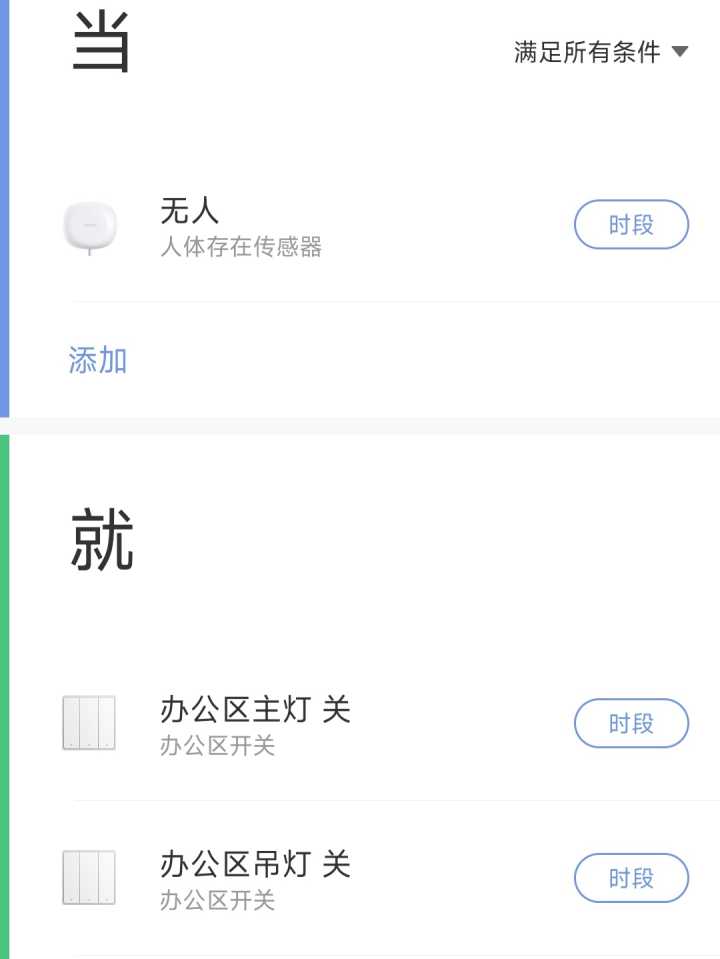 当
满足所有条件
无人
人体存在传感器
时段
添加
就
办公区主灯 关
办公区开关
时段
办公区吊灯 关
办公区开关
时段